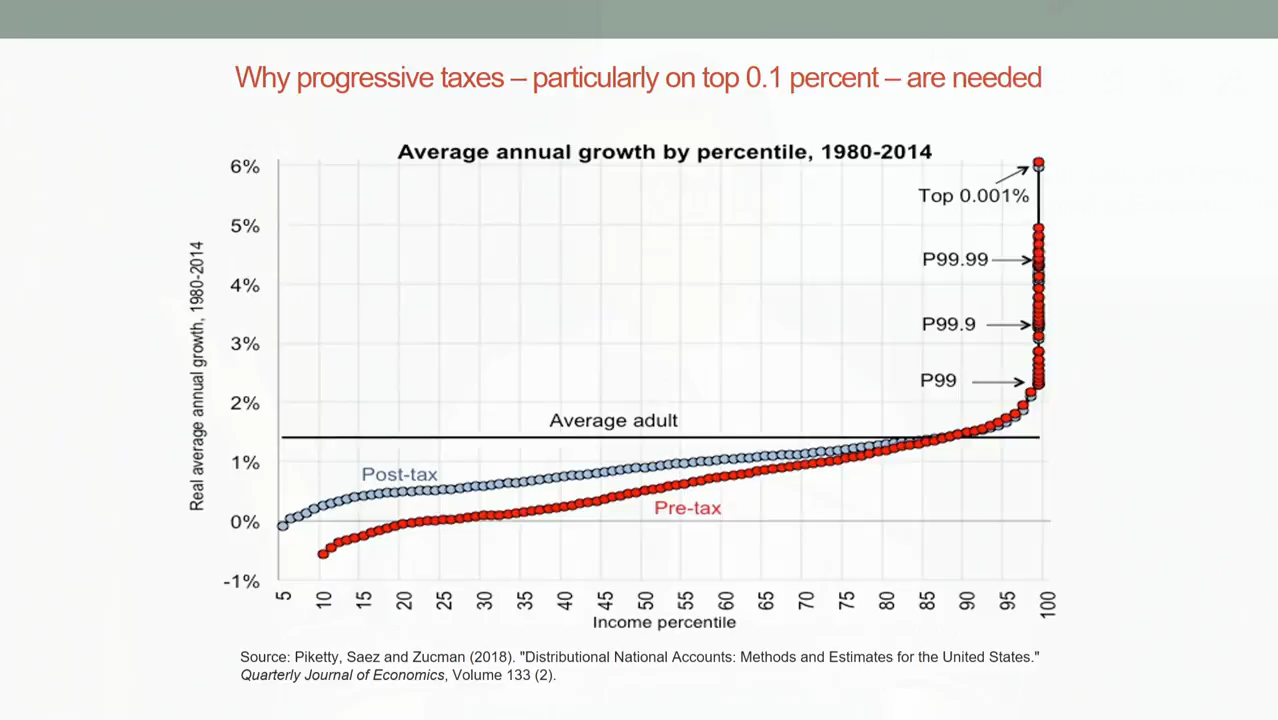 Why progressive taxes – particularly on top 0.1 percent – are needed
Average annual growth by percentile, 1980-2014
Real average annual growth, 1980-2014
6%
5%
4%
3%
2%
1%
0%
-1%
Top 0.001%
P99.99
P99.9
P99
Average adult
Post-tax
Pre-tax
5 10 15 20 25 30 35 40 45 50 55 60 65 70 75 80 85 90 95 100
Income percentile
Source: Piketty, Saez and Zucman (2018). "Distributional National Accounts: Methods and Estimates for the United States."
Quarterly Journal of Economics, Volume 133 (2).